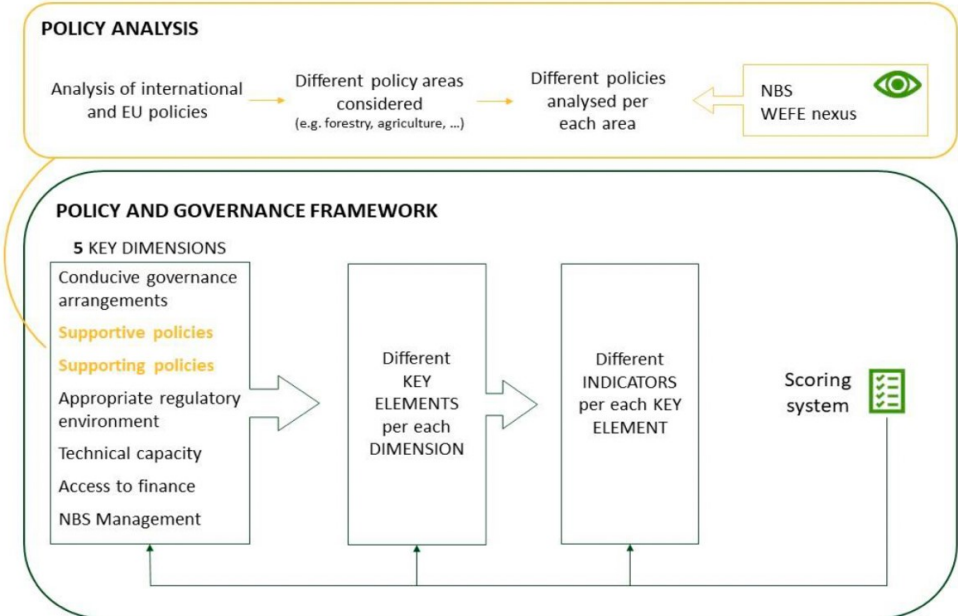 POLICY ANALYSIS
Analysis of international
and EU policies
Different policy areas
considered
(e.g. forestry, agriculture, ...)
Different policies
analysed per
each area
NBS
WEFE nexus
POLICY AND GOVERNANCE FRAMEWORK
5 KEY DIMENSIONS
Conducive governance
arrangements
Supportive policies
Supporting policies
Appropriate regulatory
environment
Technical capacity
Access to finance
NBS Management
Different
KEY
ELEMENTS
per each
DIMENSION
Different
INDICATORS
per each KEY
ELEMENT
Scoring
system